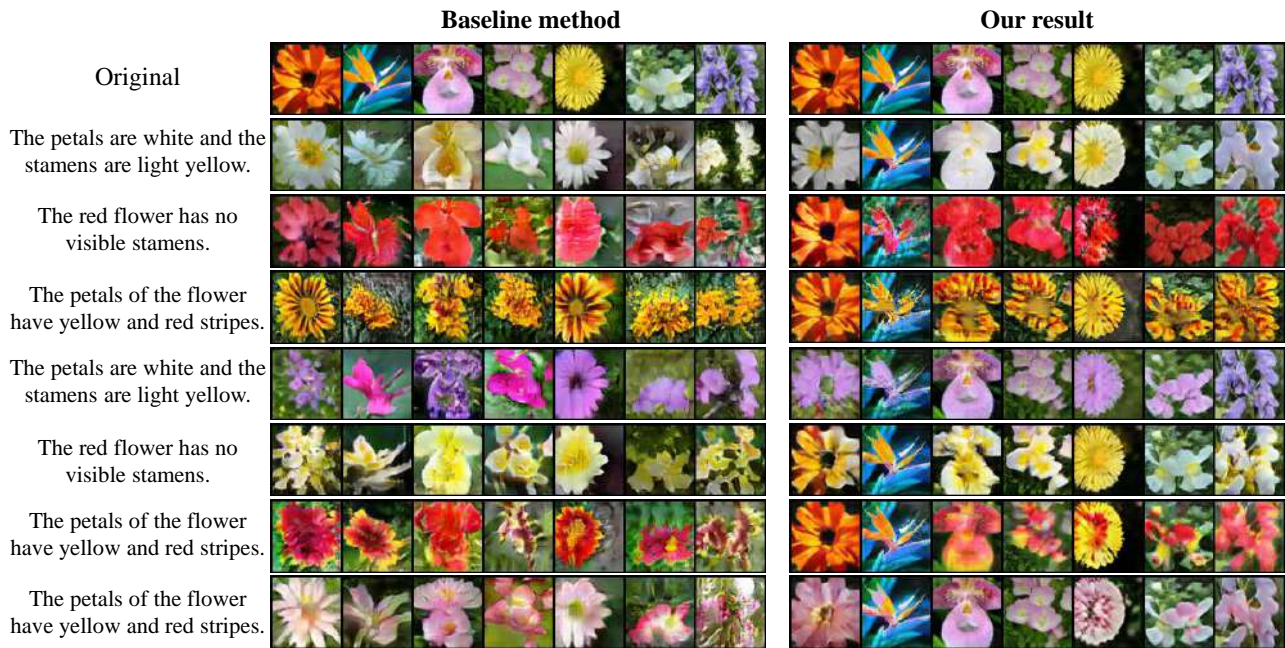 Baseline method
Our result
Original
The petals are white and the
stamens are light yellow.
The red flower has no
visible stamens.
The petals of the flower
have yellow and red stripes.
The petals are white and the
stamens are light yellow.
The red flower has no
visible stamens.
The petals of the flower
have yellow and red stripes.
The petals of the flower
have yellow and red stripes.